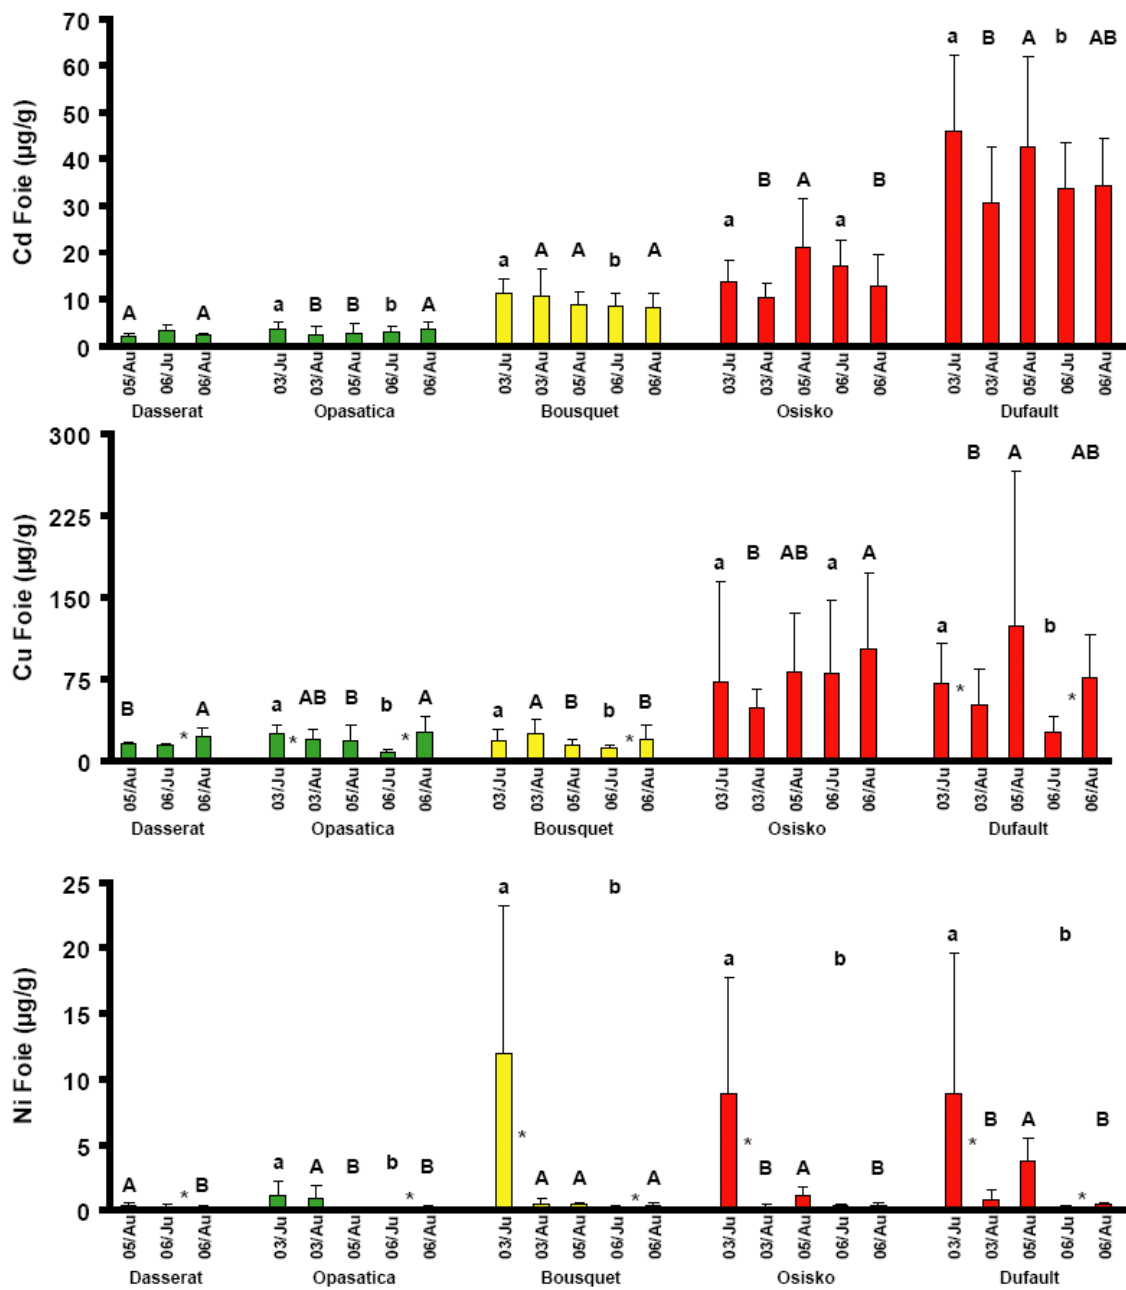 70
60
50
40
30
20
10
0
Cd Foie (µg/g)
A A a B B b A a A A b A a B A a B a B A b AB
05/Au 06/Ju 06/Au 03/Ju 03/Au 05/Au 06/Ju 06/Au 03/Ju 03/Au 05/Au 06/Ju 06/Au 03/Ju 03/Au 05/Au 06/Ju 06/Au 03/Ju 03/Au 05/Au 06/Ju 06/Au
Dasserat Opasatica Bousquet Osisko Dufault
300
225
150
75
0
Cu Foie (µg/g)
B * A a * AB B b * A a A B b * B a B AB a A a * B A b * AB
05/Au 06/Ju 06/Au 03/Ju 03/Au 05/Au 06/Ju 06/Au 03/Ju 03/Au 05/Au 06/Ju 06/Au 03/Ju 03/Au 05/Au 06/Ju 06/Au 03/Ju 03/Au 05/Au 06/Ju 06/Au
Dasserat Opasatica Bousquet Osisko Dufault
25
20
15
10
5
0
Ni Foie (µg/g)
A * B a A B b * B a * A A b * A a * B A b B a * B A b * B
05/Au 06/Ju 06/Au 03/Ju 03/Au 05/Au 06/Ju 06/Au 03/Ju 03/Au 05/Au 06/Ju 06/Au 03/Ju 03/Au 05/Au 06/Ju 06/Au 03/Ju 03/Au 05/Au 06/Ju 06/Au
Dasserat Opasatica Bousquet Osisko Dufault